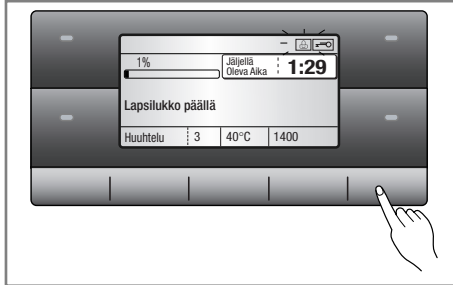 1%
Jäljellä
Oleva Aika
1:29
Lapsilukko päällä
Huuhtelu 3 40°C 1400